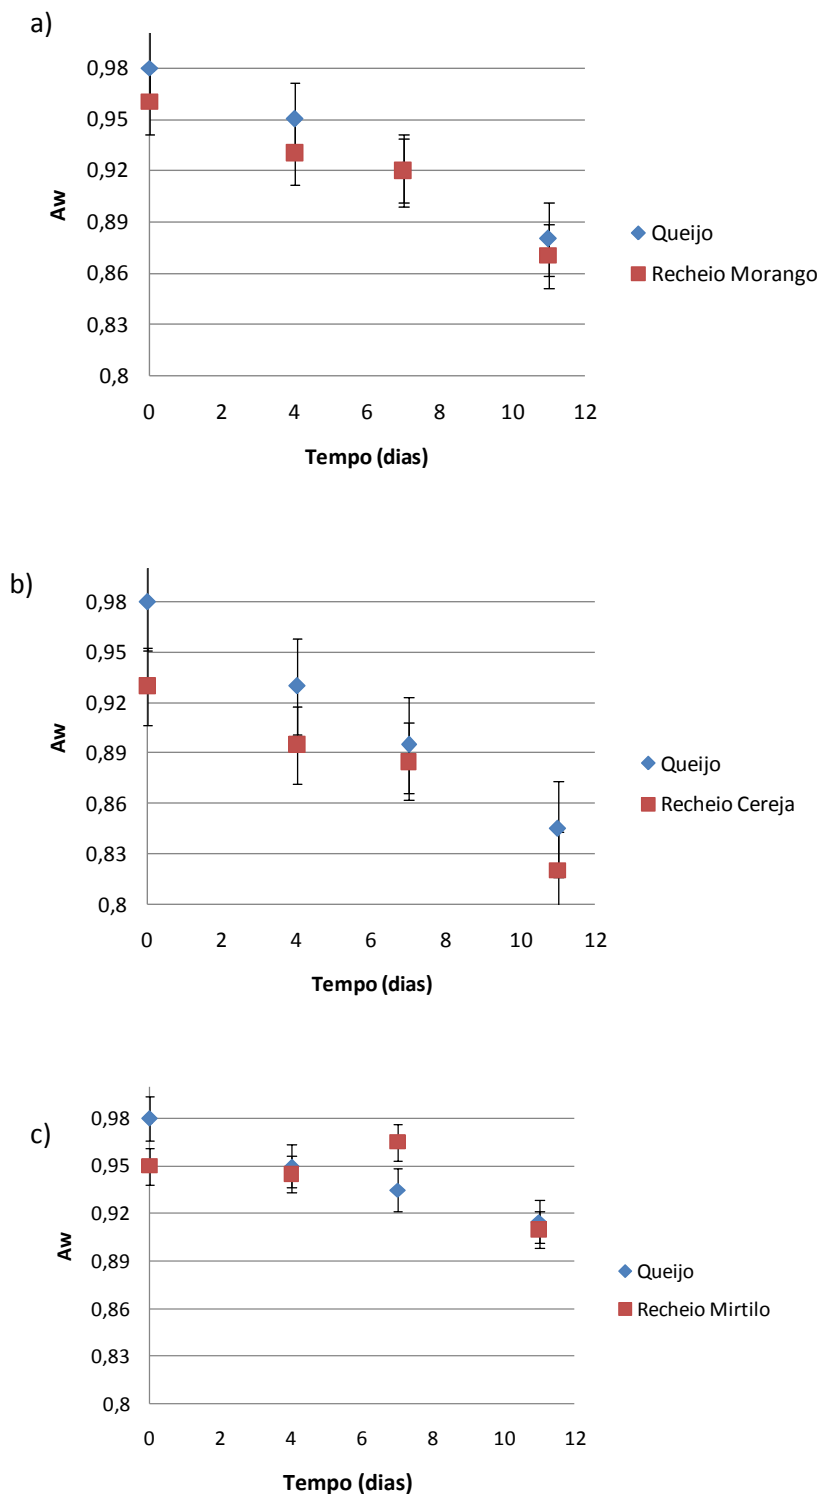 a)
0,98
0,95
0,92
0,89
0,86
0,83
0,8
Aw
0 2 4 6 8 10 12
Tempo (dias)
Queijo
Recheio Morango
b)
0,98
0,95
0,92
0,89
0,86
0,83
0,8
Aw
0 2 4 6 8 10 12
Tempo (dias)
Queijo
Recheio Cereja
c)
0,98
0,95
0,92
0,89
0,86
0,83
0,8
Aw
0 2 4 6 8 10 12
Tempo (dias)
Queijo
Recheio Mirtilo